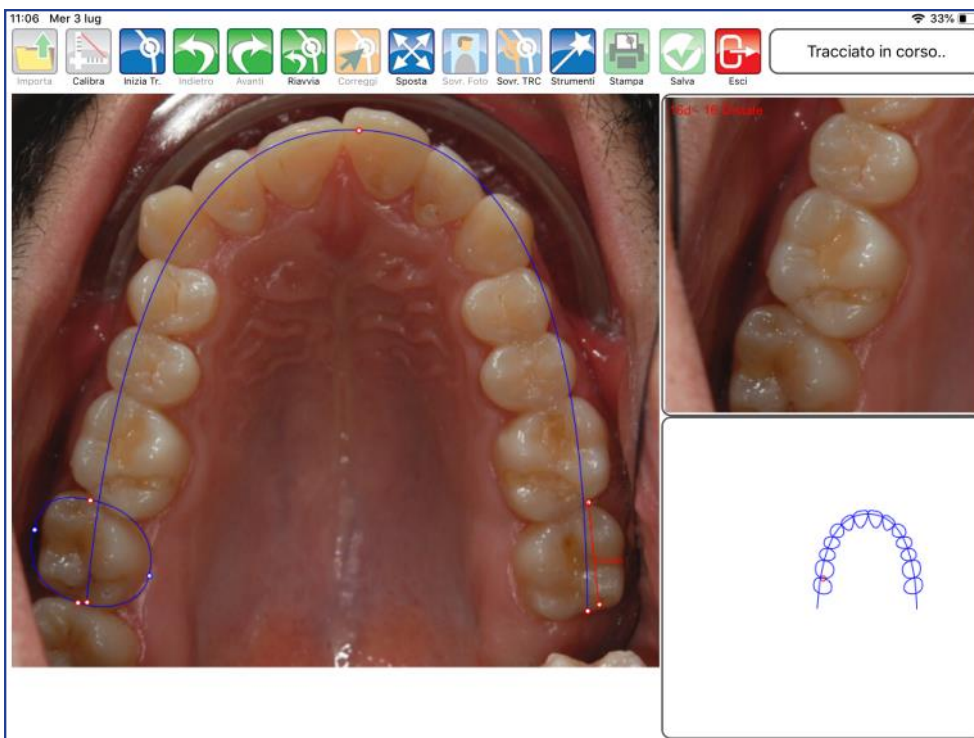 11:06 Mer 3 lug
33%
Importa
Calibra
Inizia Tr.
Indietro
Avanti
Riavvia
Correggi
Sposta
Sovr. Foto
Sovr. TRC
Strumenti
Stampa
Salva
Esci
Tracciato in corso..